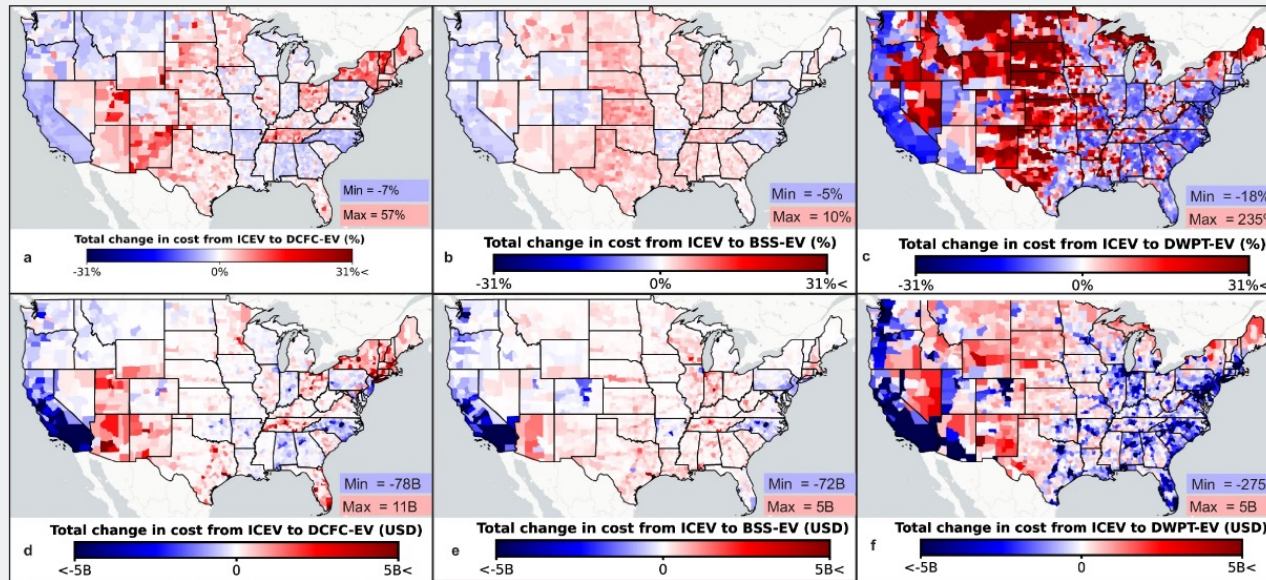 Min = -7%
Max = 57%
Total change in cost from ICEV to DCFC-EV (%)
a
-31% 0% 31%<
Min = -5%
Max = 10%
Total change in cost from ICEV to BSS-EV (%)
b
-31% 0% 31%<
Min = -18%
Max = 235%
Total change in cost from ICEV to DWPT-EV (%)
c
-31% 0% 31%<
Min = -78B
Max = 11B
Total change in cost from ICEV to DCFC-EV (USD)
d
<-5B 0 5B<
Min = -72B
Max = 5B
Total change in cost from ICEV to BSS-EV (USD)
e
<-5B 0 5B<
Min = -275
Max = 5B
Total change in cost from ICEV to DWPT-EV (USD)
f
<-5B 0 5B<